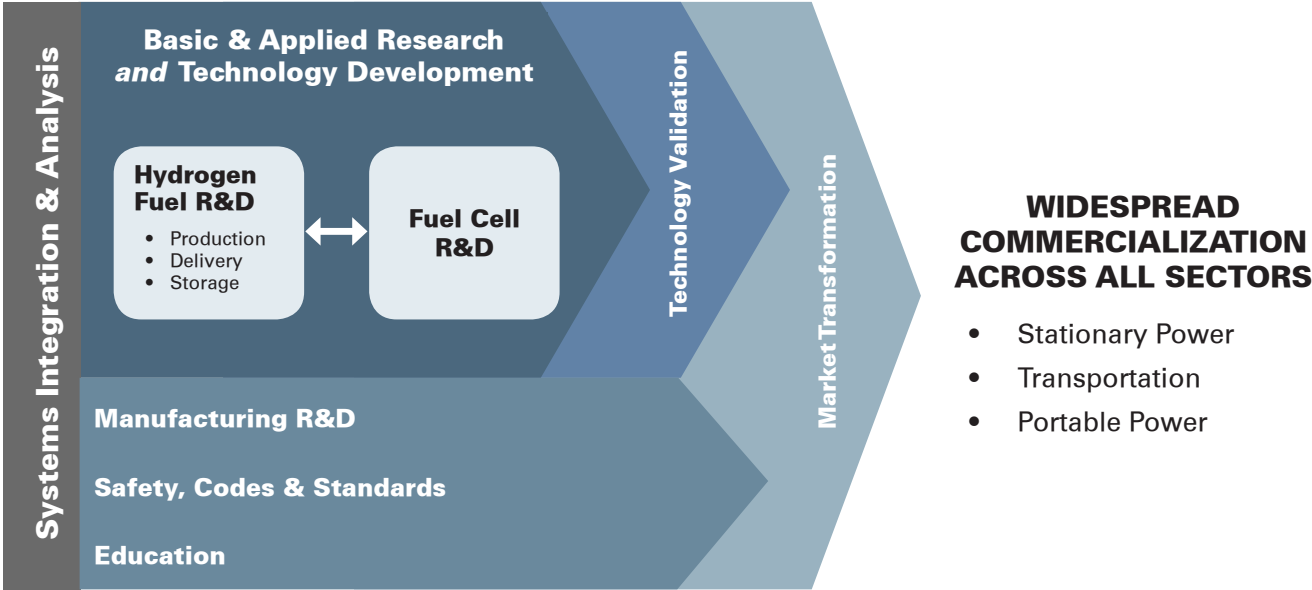 Systems Integration & Analysis
Basic & Applied Research
and Technology Development
Hydrogen
Fuel R&D
• Production
• Delivery
• Storage
Fuel Cell
R&D
Technology Validation
Market Transformation
Manufacturing R&D
Safety, Codes & Standards
Education
WIDESPREAD
COMMERCIALIZATION
ACROSS ALL SECTORS
• Stationary Power
• Transportation
• Portable Power